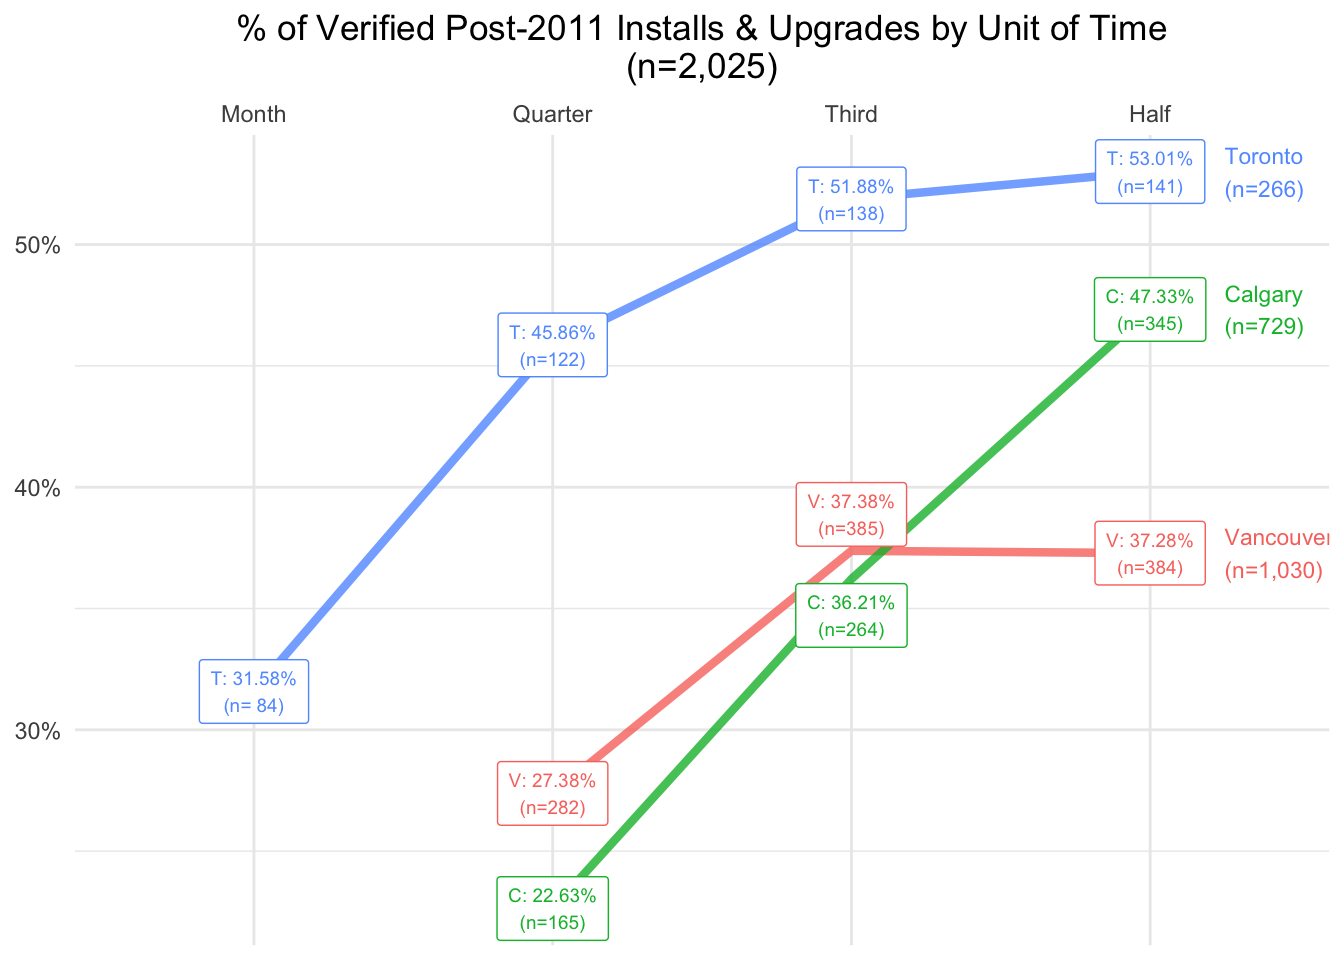 % of Verified Post-2011 Installs & Upgrades by Unit of Time
(n=2,025)
Month Quarter Third Half
T: 53.01%
(n=141)
Toronto
(n=266)
T: 51.88%
(n=138)
50%
C: 47.33%
(n=345)
Calgary
(n=729)
T: 45.86%
(n=122)
40%
V: 37.38%
(n=385)
V: 37.28%
(n=384)
Vancouver
(n=1,030)
C: 36.21%
(n=264)
T: 31.58%
(n= 84)
30%
V: 27.38%
(n=282)
C: 22.63%
(n=165)